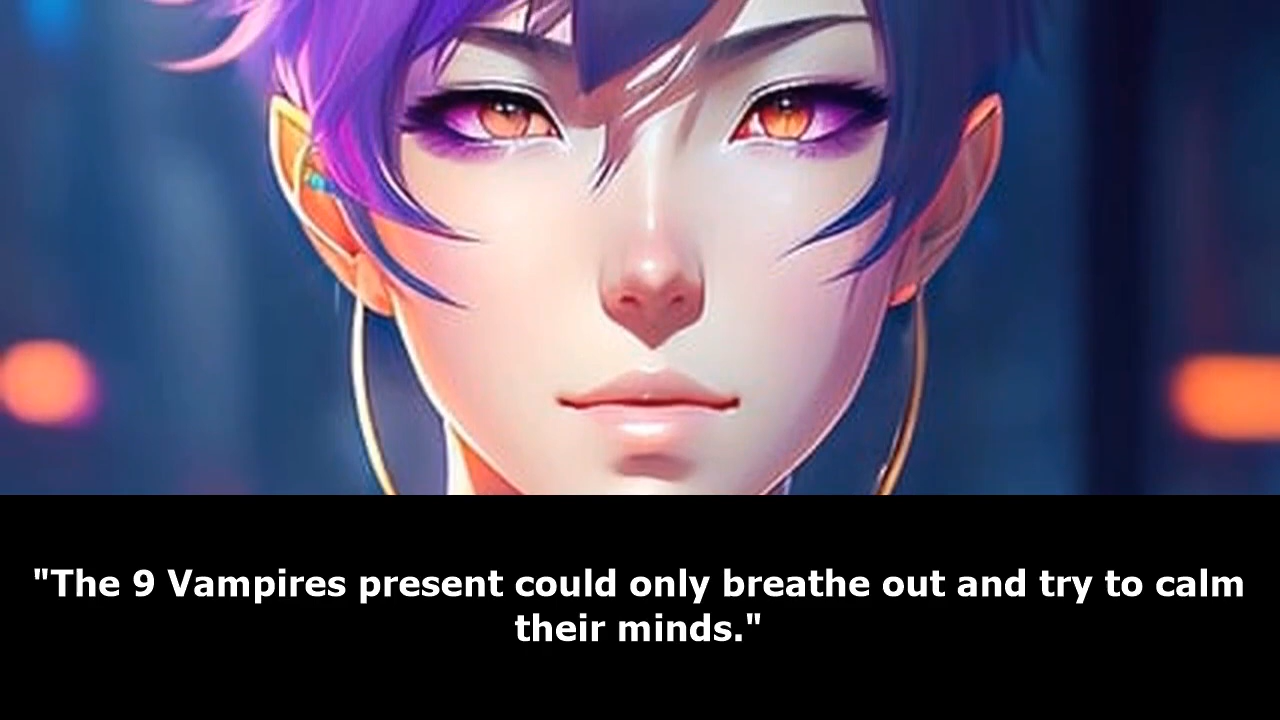 "The 9 Vampires present could only breathe out and try to calm
their minds."